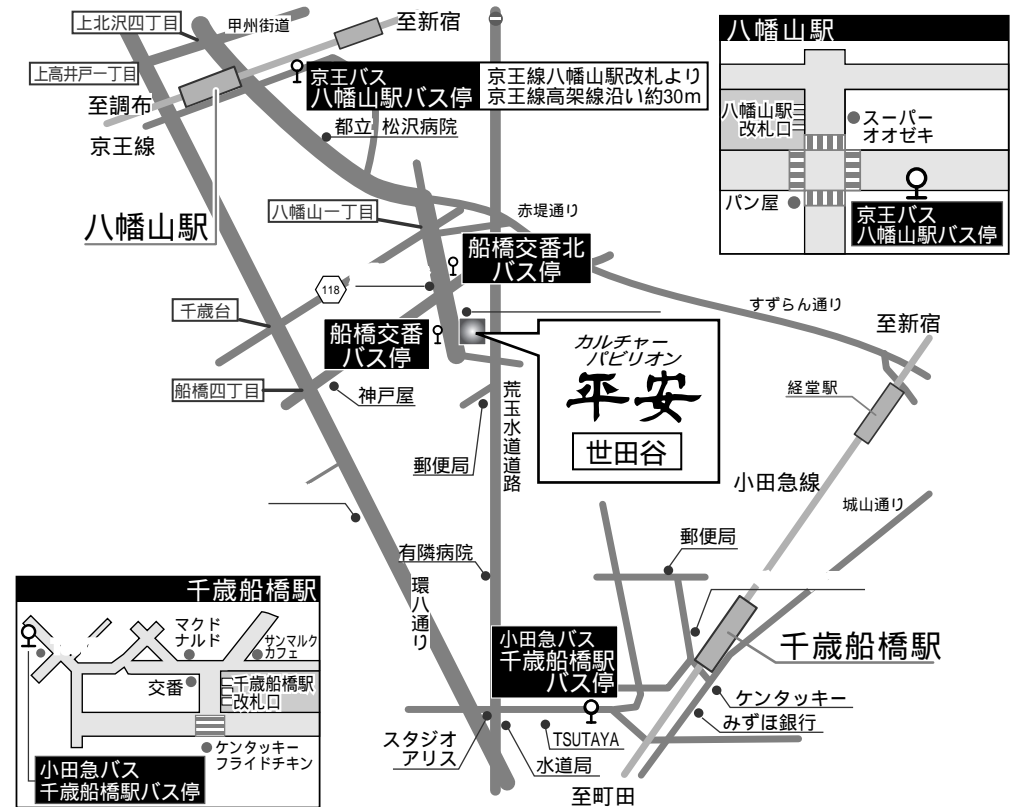 上北沢四丁目
甲州街道
至新宿
上高井戸一丁目
至調布
京王線
京王バス
八幡山駅バス停
京王線八幡山駅改札より
京王線高架線沿い約30m
都立 松沢病院
八幡山駅
八幡山一丁目
赤堤通り
船橋交番北
バス停
118
千歳台
船橋交番
バス停
船橋四丁目
神戸屋
郵便局
荒玉水道道路
カルチャー
パビリオン
平安
世田谷
すずらん通り
至新宿
経堂駅
小田急線
城山通り
郵便局
有隣病院
環八通り
小田急バス
千歳船橋駅
バス停
千歳船橋駅
ケンタッキー
みずほ銀行
スタジオ
アリス
TSUTAYA
水道局
至町田
八幡山駅
八幡山駅
改札口
スーパー
オオゼキ
パン屋
京王バス
八幡山駅バス停
千歳船橋駅
マクド
ナルド
サンマルク
カフェ
交番
千歳船橋駅
改札口
ケンタッキー
フライドチキン
小田急バス
千歳船橋駅バス停